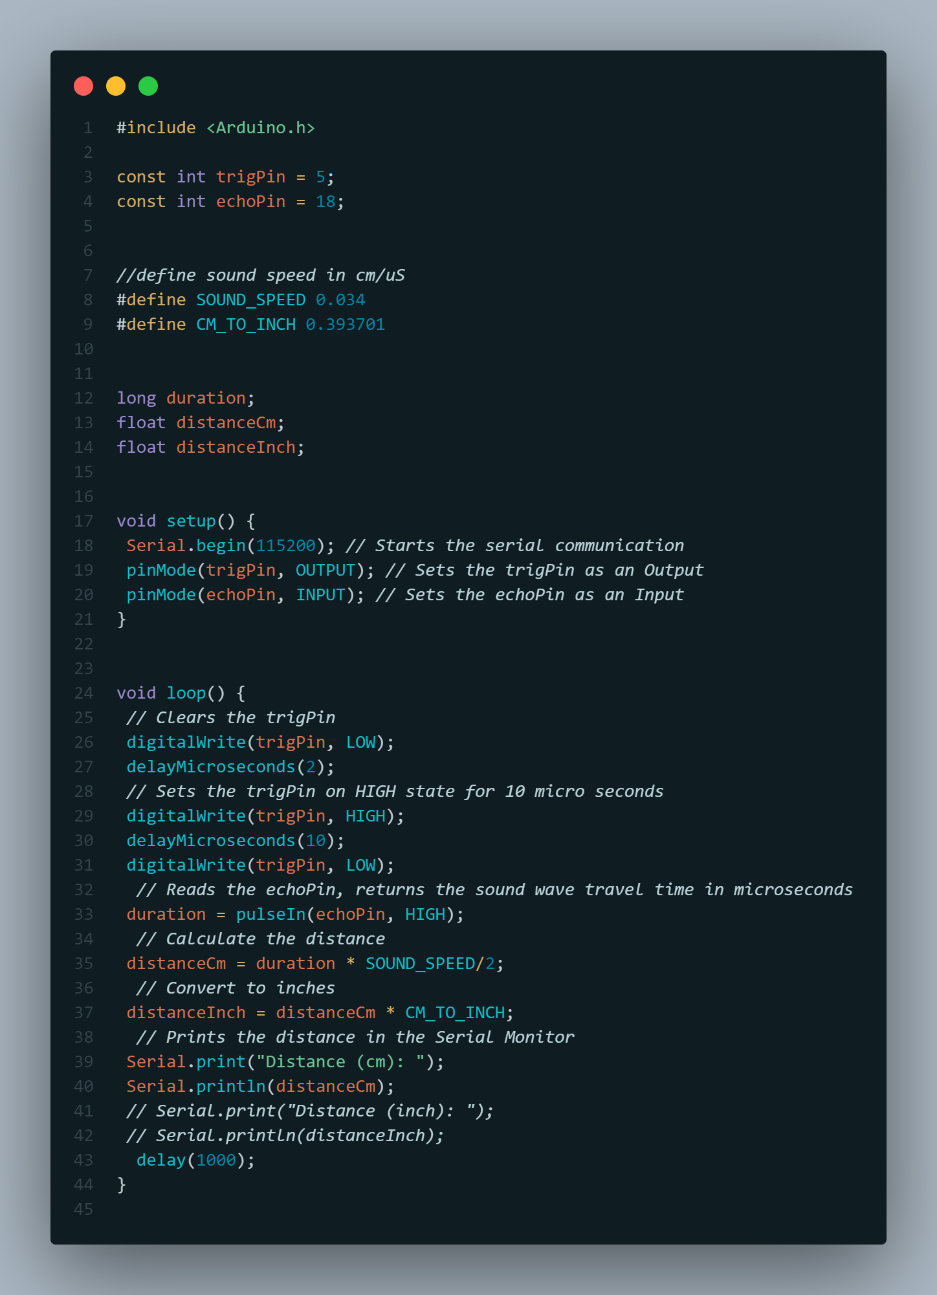 1 #include <Arduino.h>
2
3 const int trigPin = 5;
4 const int echoPin = 18;
5
6
7 //define sound speed in cm/uS
8 #define SOUND_SPEED 0.034
9 #define CM_TO_INCH 0.393701
10
11
12 long duration;
13 float distanceCm;
14 float distanceInch;
15
16
17 void setup() {
18  Serial.begin(115200); // Starts the serial communication
19  pinMode(trigPin, OUTPUT); // Sets the trigPin as an Output
20  pinMode(echoPin, INPUT); // Sets the echoPin as an Input
21 }
22
23
24 void loop() {
25  // Clears the trigPin
26  digitalWrite(trigPin, LOW);
27  delayMicroseconds(2);
28  // Sets the trigPin on HIGH state for 10 micro seconds
29  digitalWrite(trigPin, HIGH);
30  delayMicroseconds(10);
31  digitalWrite(trigPin, LOW);
32   // Reads the echoPin, returns the sound wave travel time in microseconds
33  duration = pulseIn(echoPin, HIGH);
34   // Calculate the distance
35  distanceCm = duration * SOUND_SPEED/2;
36   // Convert to inches
37  distanceInch = distanceCm * CM_TO_INCH;
38   // Prints the distance in the Serial Monitor
39  Serial.print("Distance (cm): ");
40  Serial.println(distanceCm);
41  // Serial.print("Distance (inch): ");
42  // Serial.println(distanceInch);
43   delay(1000);
44 }
45